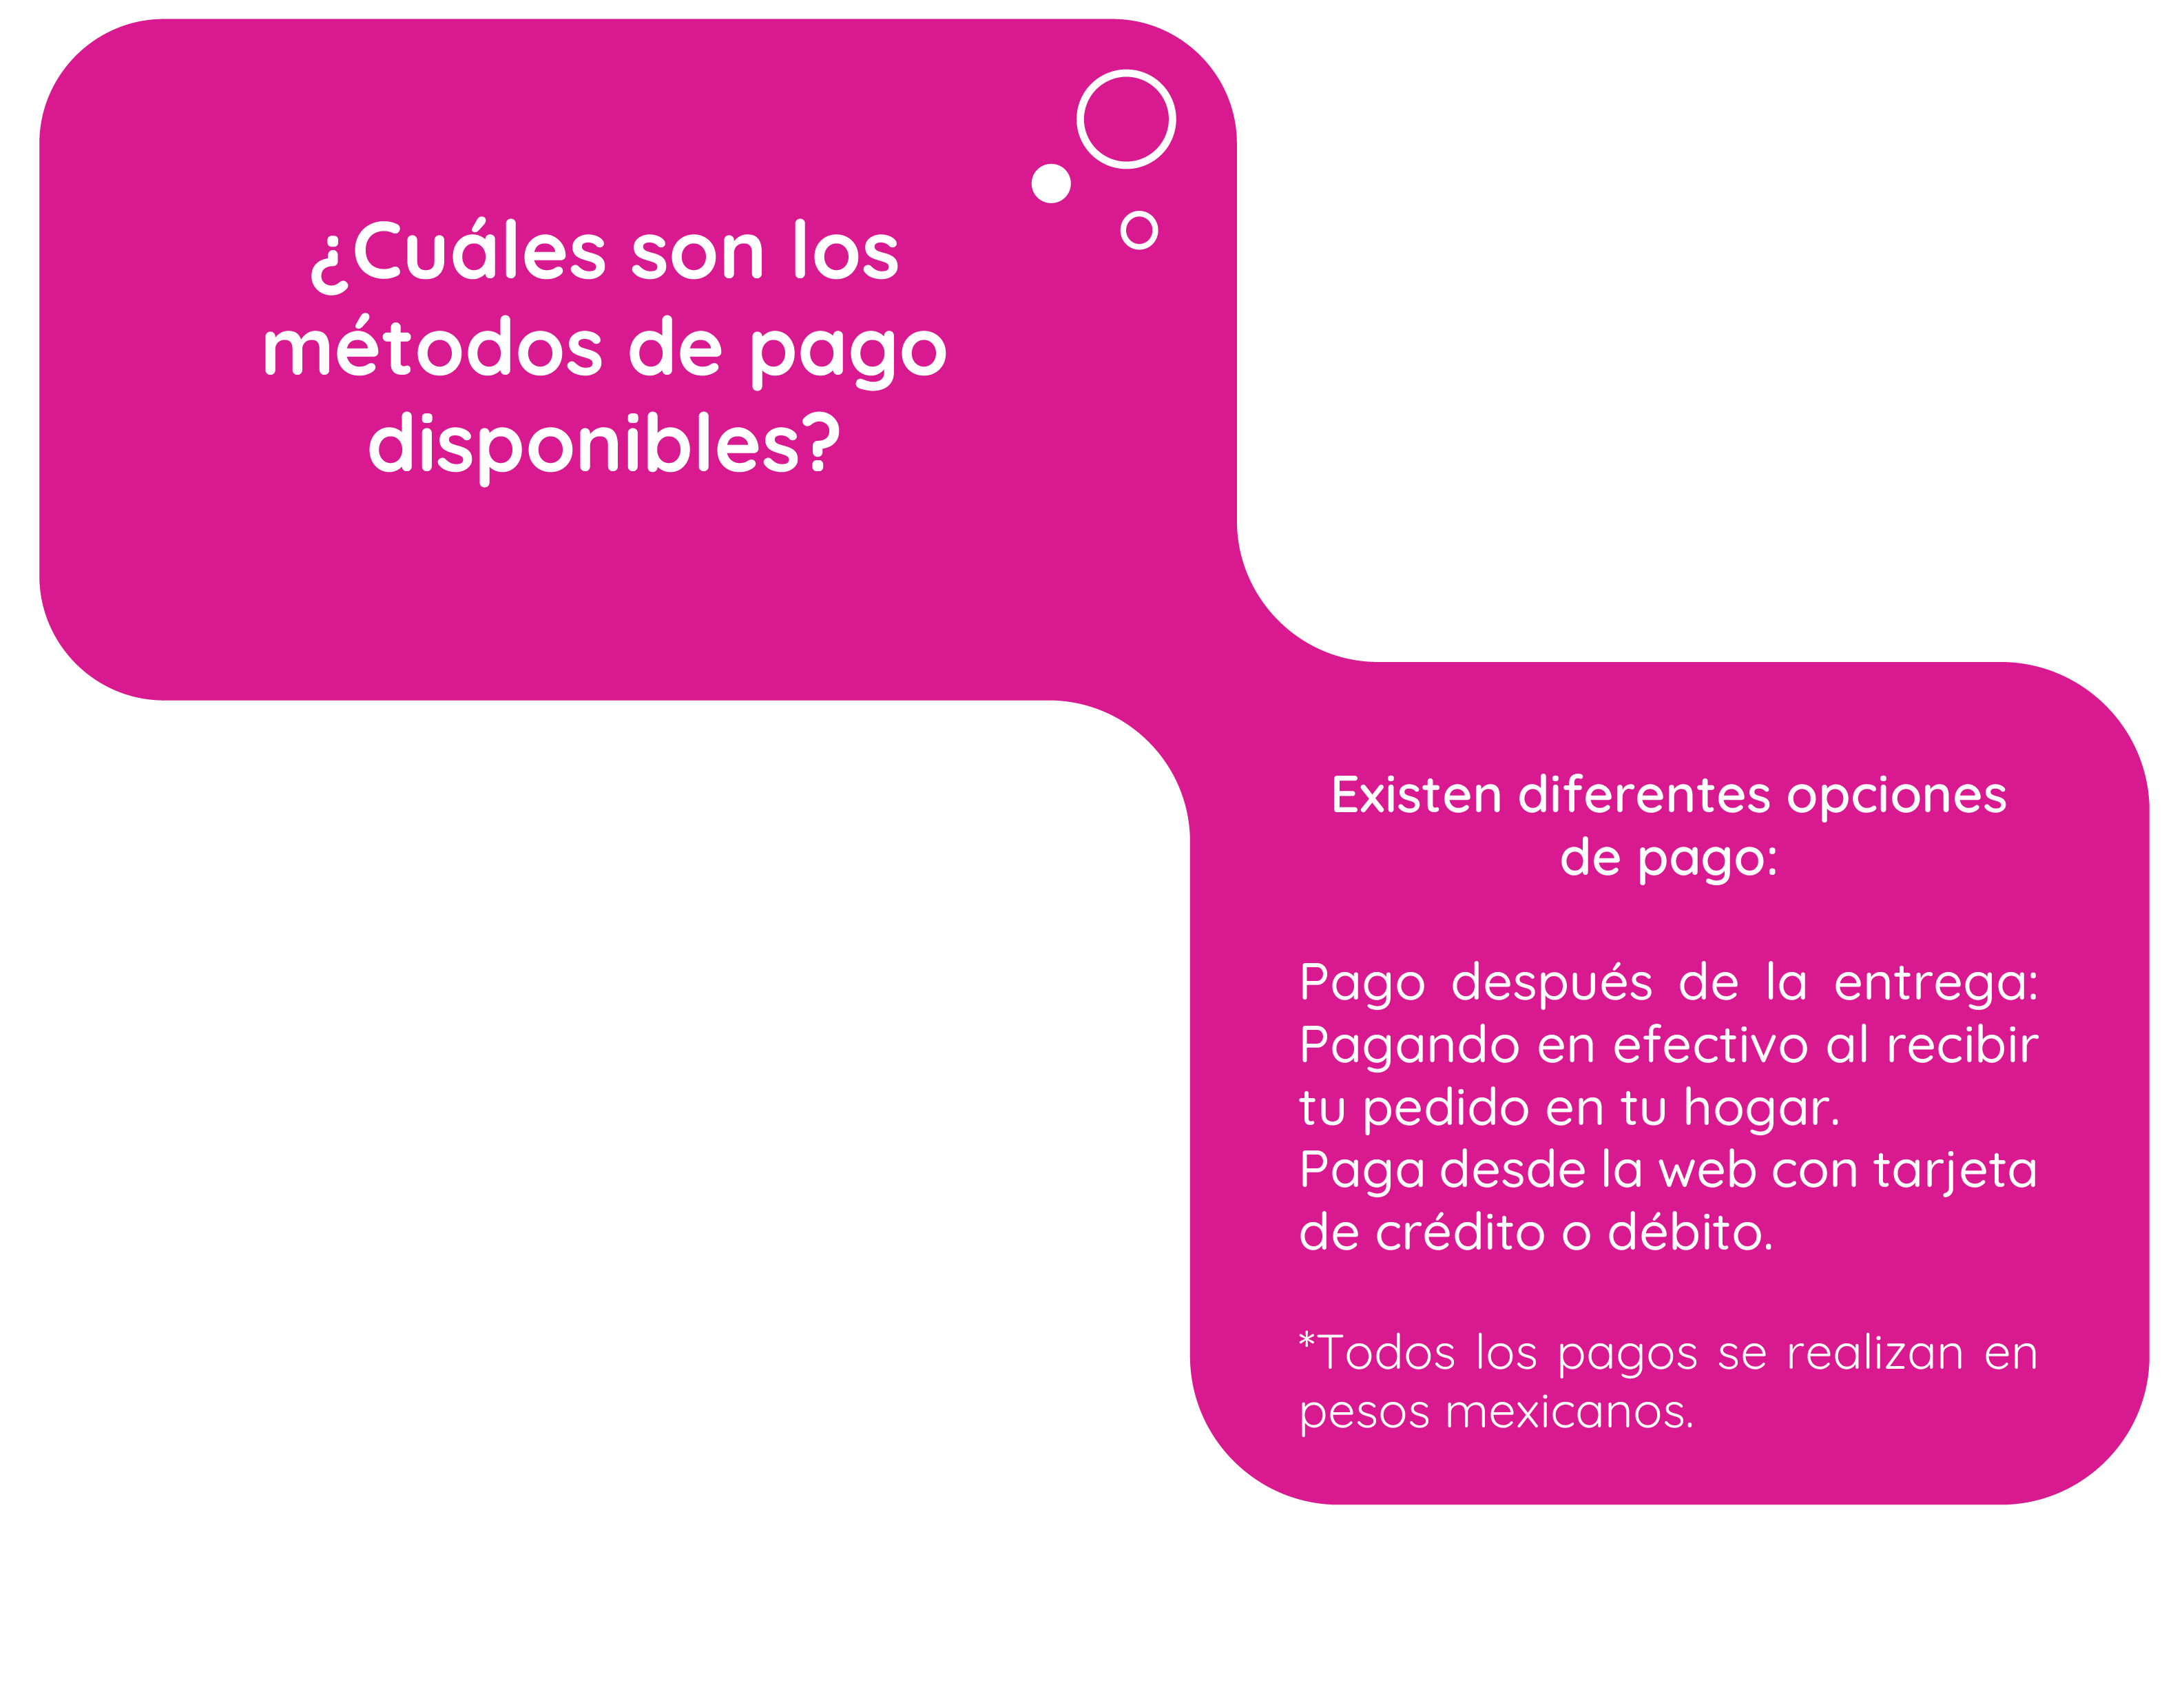 ¿Cuáles son los
métodos de pago
disponibles?
Existen diferentes opciones
de pago:
Pago después de la entrega:
Pagando en efectivo al recibir
tu pedido en tu hogar.
Paga desde la web con tarjeta
de crédito o débito.
*Todos los pagos se realizan en
pesos mexicanos.